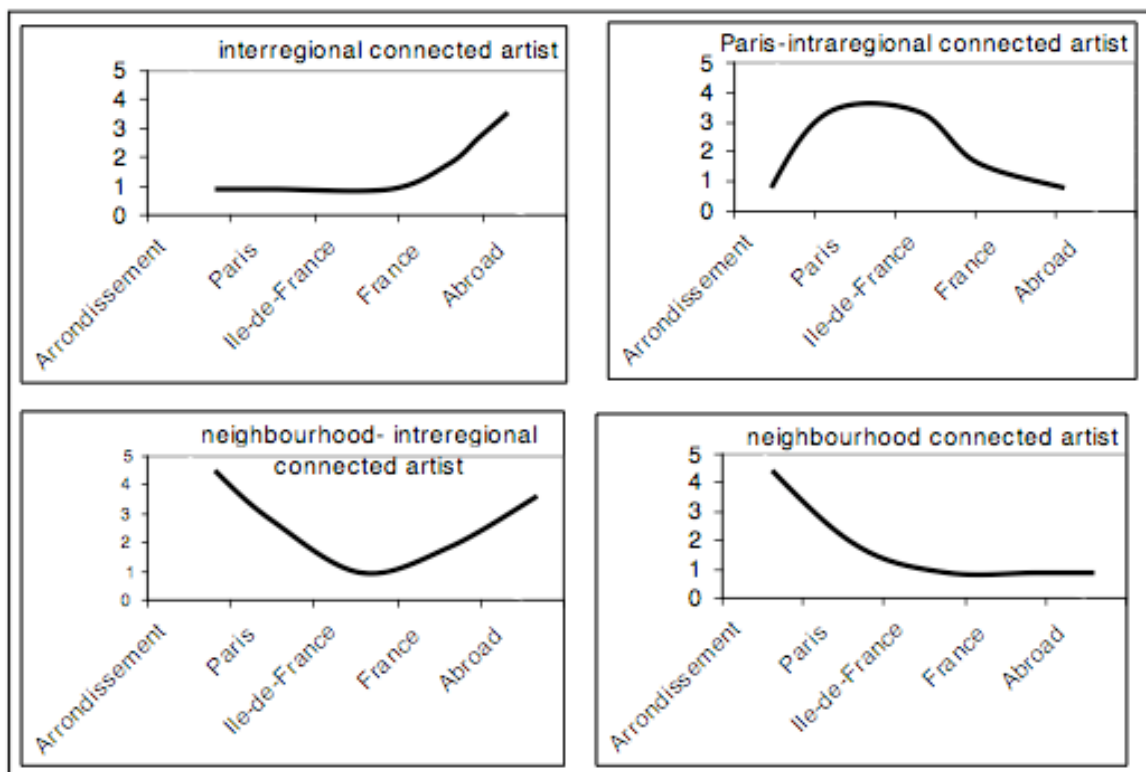 interregional connected artist
5
4
3
2
1
0
Arrondissement
Paris
Ile-de-France
France
Abroad
Paris-intraregional connected artist
5
4
3
2
1
0
Arrondissement
Paris
Ile-de-France
France
Abroad
neighbourhood- intreregional
connected artist
5
4
3
2
1
0
Arrondissement
Paris
Ile-de-France
France
Abroad
neighbourhood connected artist
5
4
3
2
1
0
Arrondissement
Paris
Ile-de-France
France
Abroad